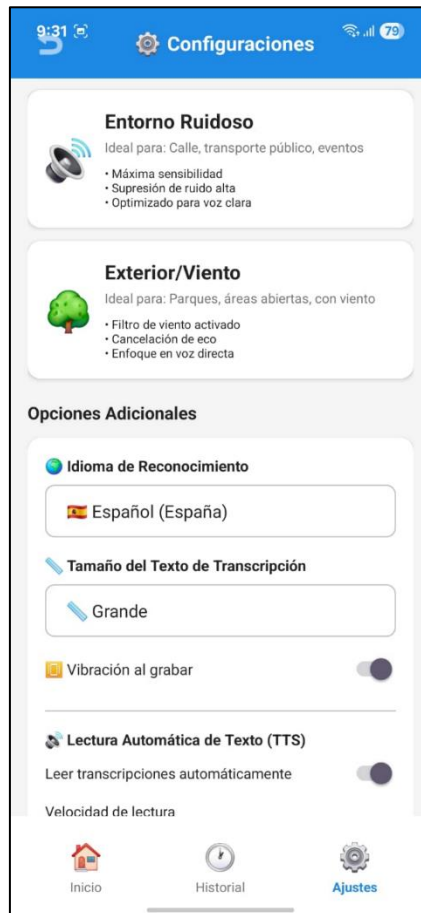 9:31
79
Configuraciones
Entorno Ruidoso
Ideal para: Calle, transporte público, eventos
• Máxima sensibilidad
• Supresión de ruido alta
• Optimizado para voz clara
Exterior/Viento
Ideal para: Parques, áreas abiertas, con viento
• Filtro de viento activado
• Cancelación de eco
• Enfoque en voz directa
Opciones Adicionales
Idioma de Reconocimiento
Español (España)
Tamaño del Texto de Transcripción
Grande
Vibración al grabar
Lectura Automática de Texto (TTS)
Leer transcripciones automáticamente
Velocidad de lectura
Inicio
Historial
Ajustes